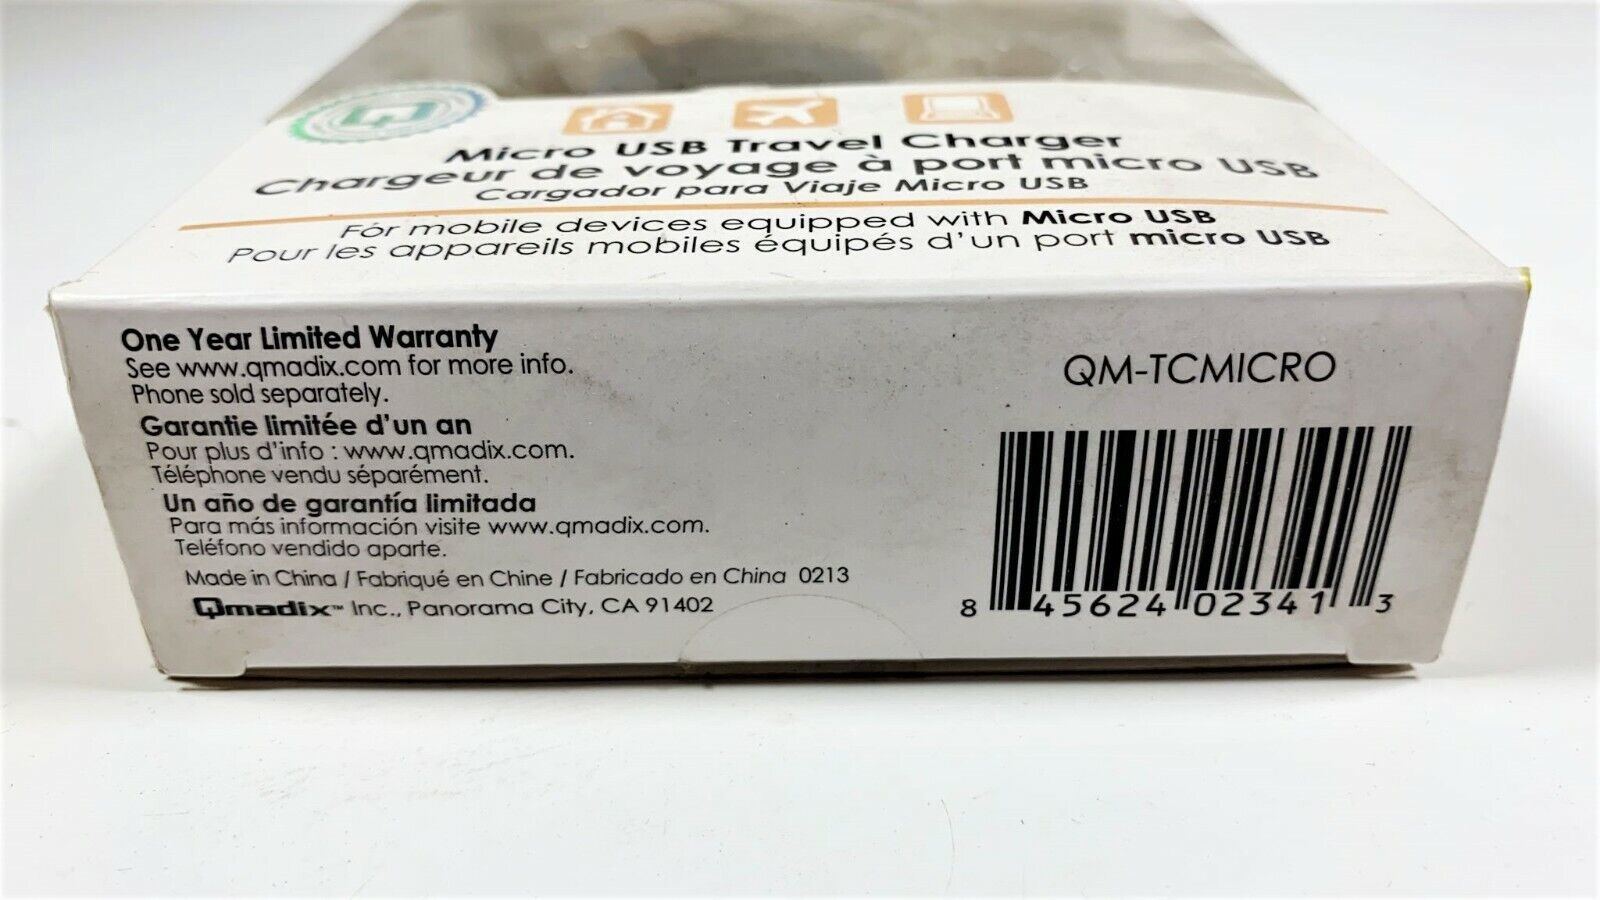 Micro USB Travel Charger
Chargeur de voyage à port micro USB
Cargador para Viaje Micro USB
For mobile devices equipped with Micro USB
Pour les appareils mobiles équipés d'un port micro USB
One Year Limited Warranty
See www.qmadix.com for more info.
Phone sold separately.
Garantie limitée d'un an
Pour plus d'info : www.qmadix.com.
Téléphone vendu séparément.
Un año de garantía limitada
Para más información visite www.qmadix.com.
Teléfono vendido aparte.
Made in China / Fabriqué en Chine / Fabricado en China 0213
Qmadix™ Inc., Panorama City, CA 91402
QM-TCMICRO
8 45624 02341 3